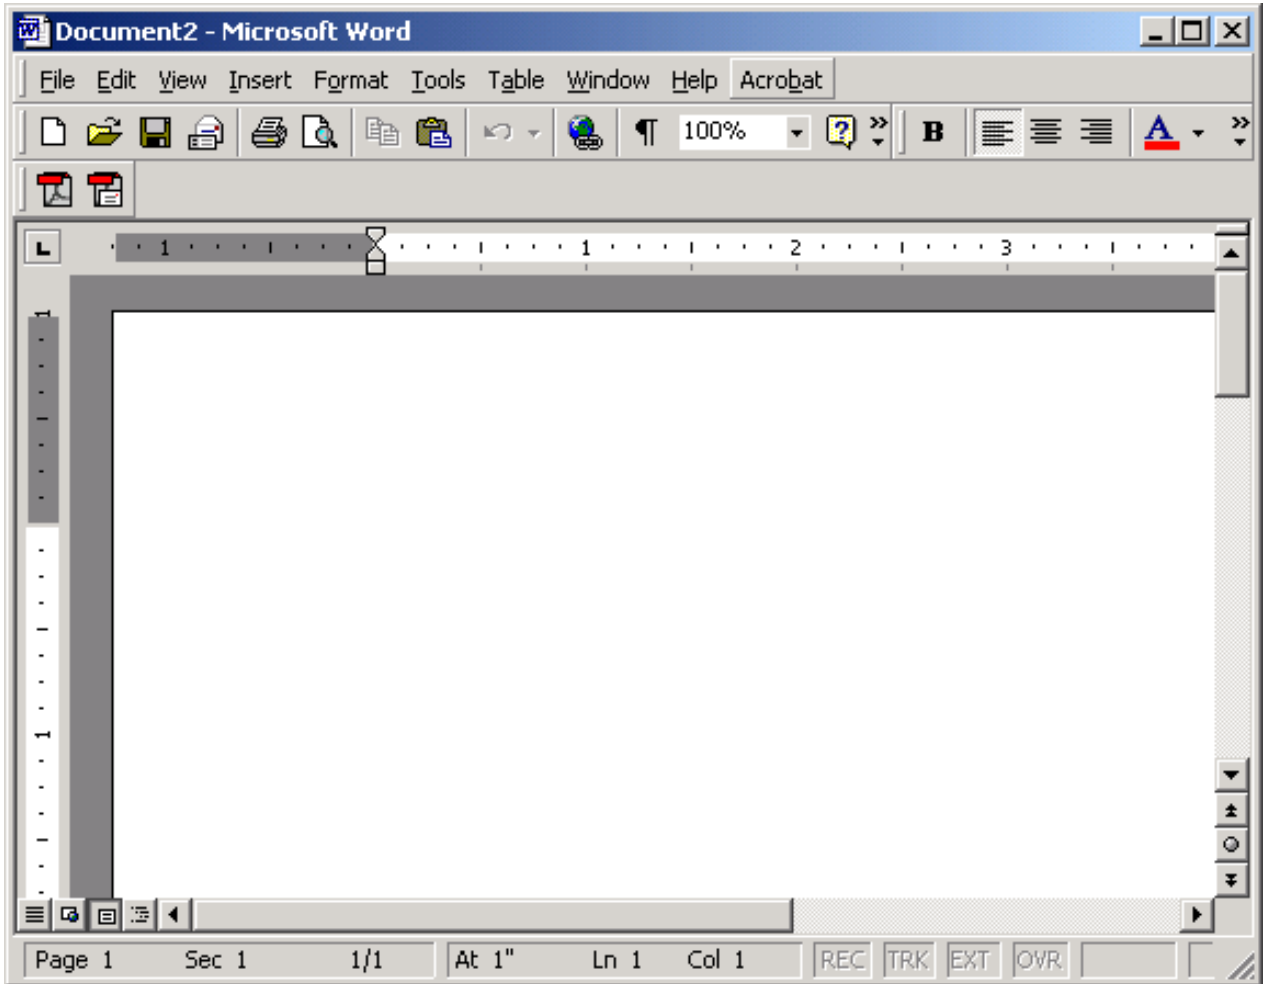 Document2 - Microsoft Word
File Edit View Insert Format Tools Table Window Help Acrobat
100% B A
1 1 2 3
1
1
Page 1 Sec 1 1/1 At 1" Ln 1 Col 1 REC TRK EXT OVR